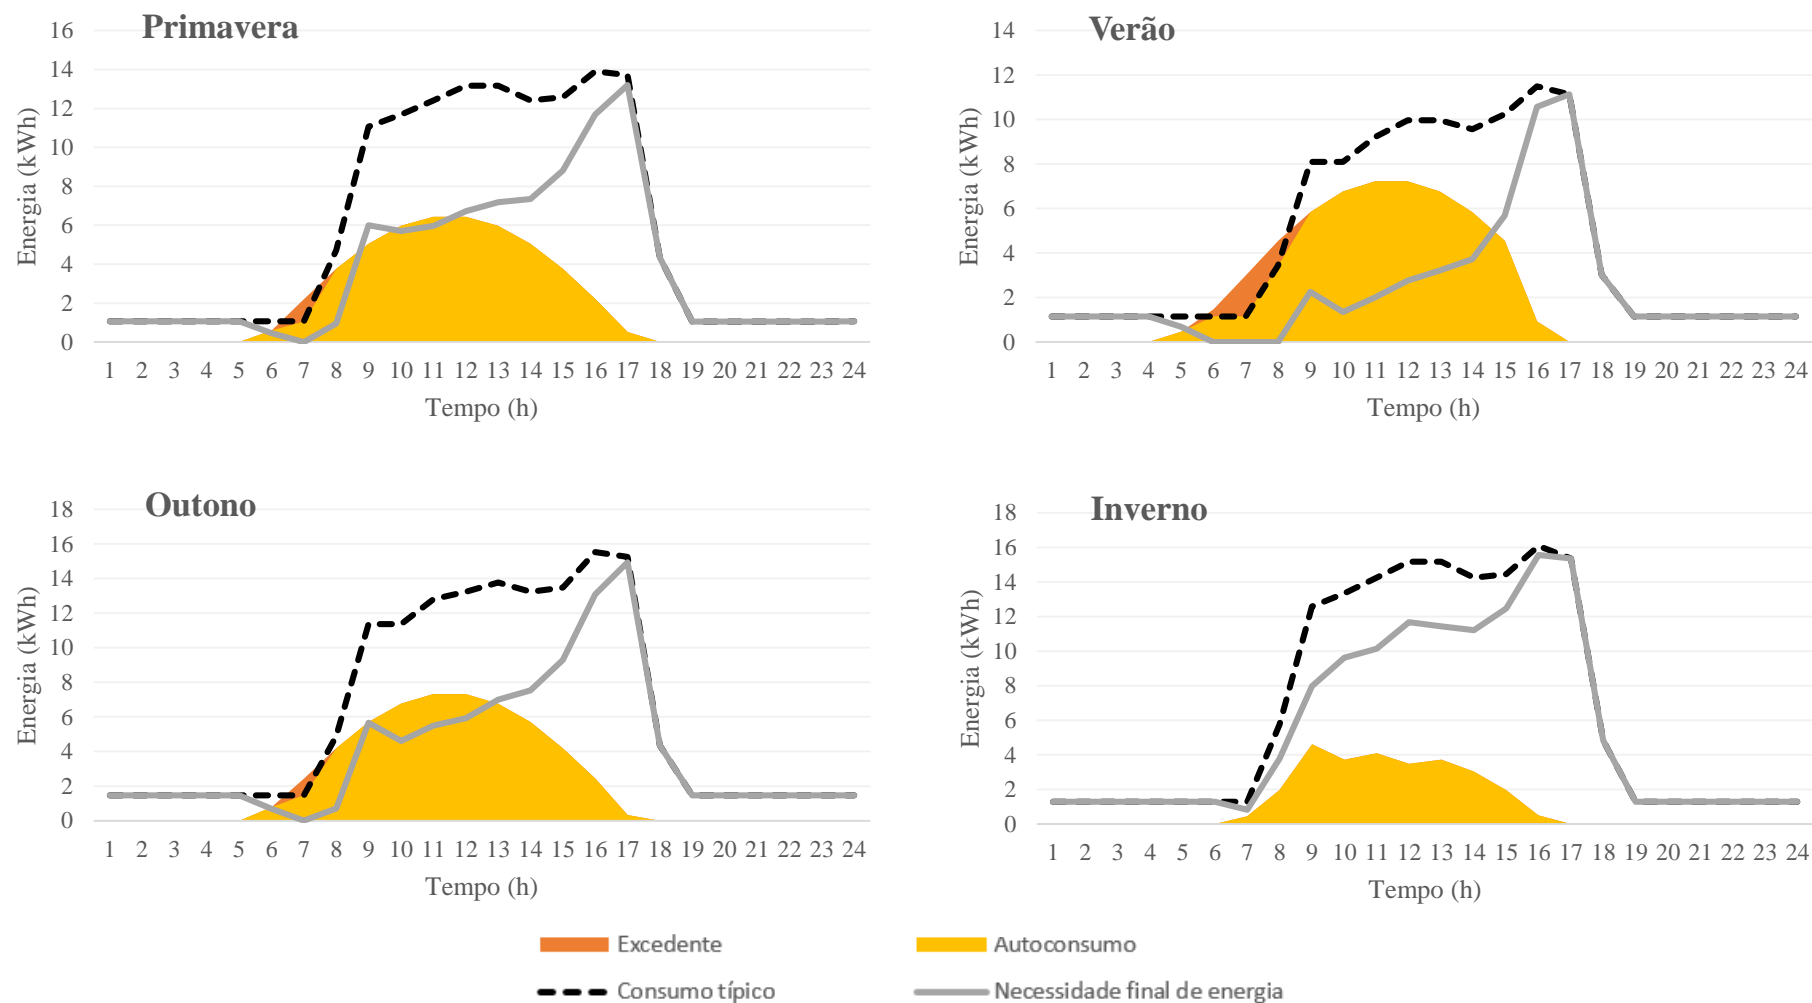 Primavera
Energia (kWh)
16
14
12
10
8
6
4
2
0
1 2 3 4 5 6 7 8 9 10 11 12 13 14 15 16 17 18 19 20 21 22 23 24
Tempo (h)
Verão
Energia (kWh)
14
12
10
8
6
4
2
0
1 2 3 4 5 6 7 8 9 10 11 12 13 14 15 16 17 18 19 20 21 22 23 24
Tempo (h)
Outono
Energia (kWh)
18
16
14
12
10
8
6
4
2
0
1 2 3 4 5 6 7 8 9 10 11 12 13 14 15 16 17 18 19 20 21 22 23 24
Tempo (h)
Inverno
Energia (kWh)
18
16
14
12
10
8
6
4
2
0
1 2 3 4 5 6 7 8 9 10 11 12 13 14 15 16 17 18 19 20 21 22 23 24
Tempo (h)
Excedente
Autoconsumo
Consumo típico
Necessidade final de energia